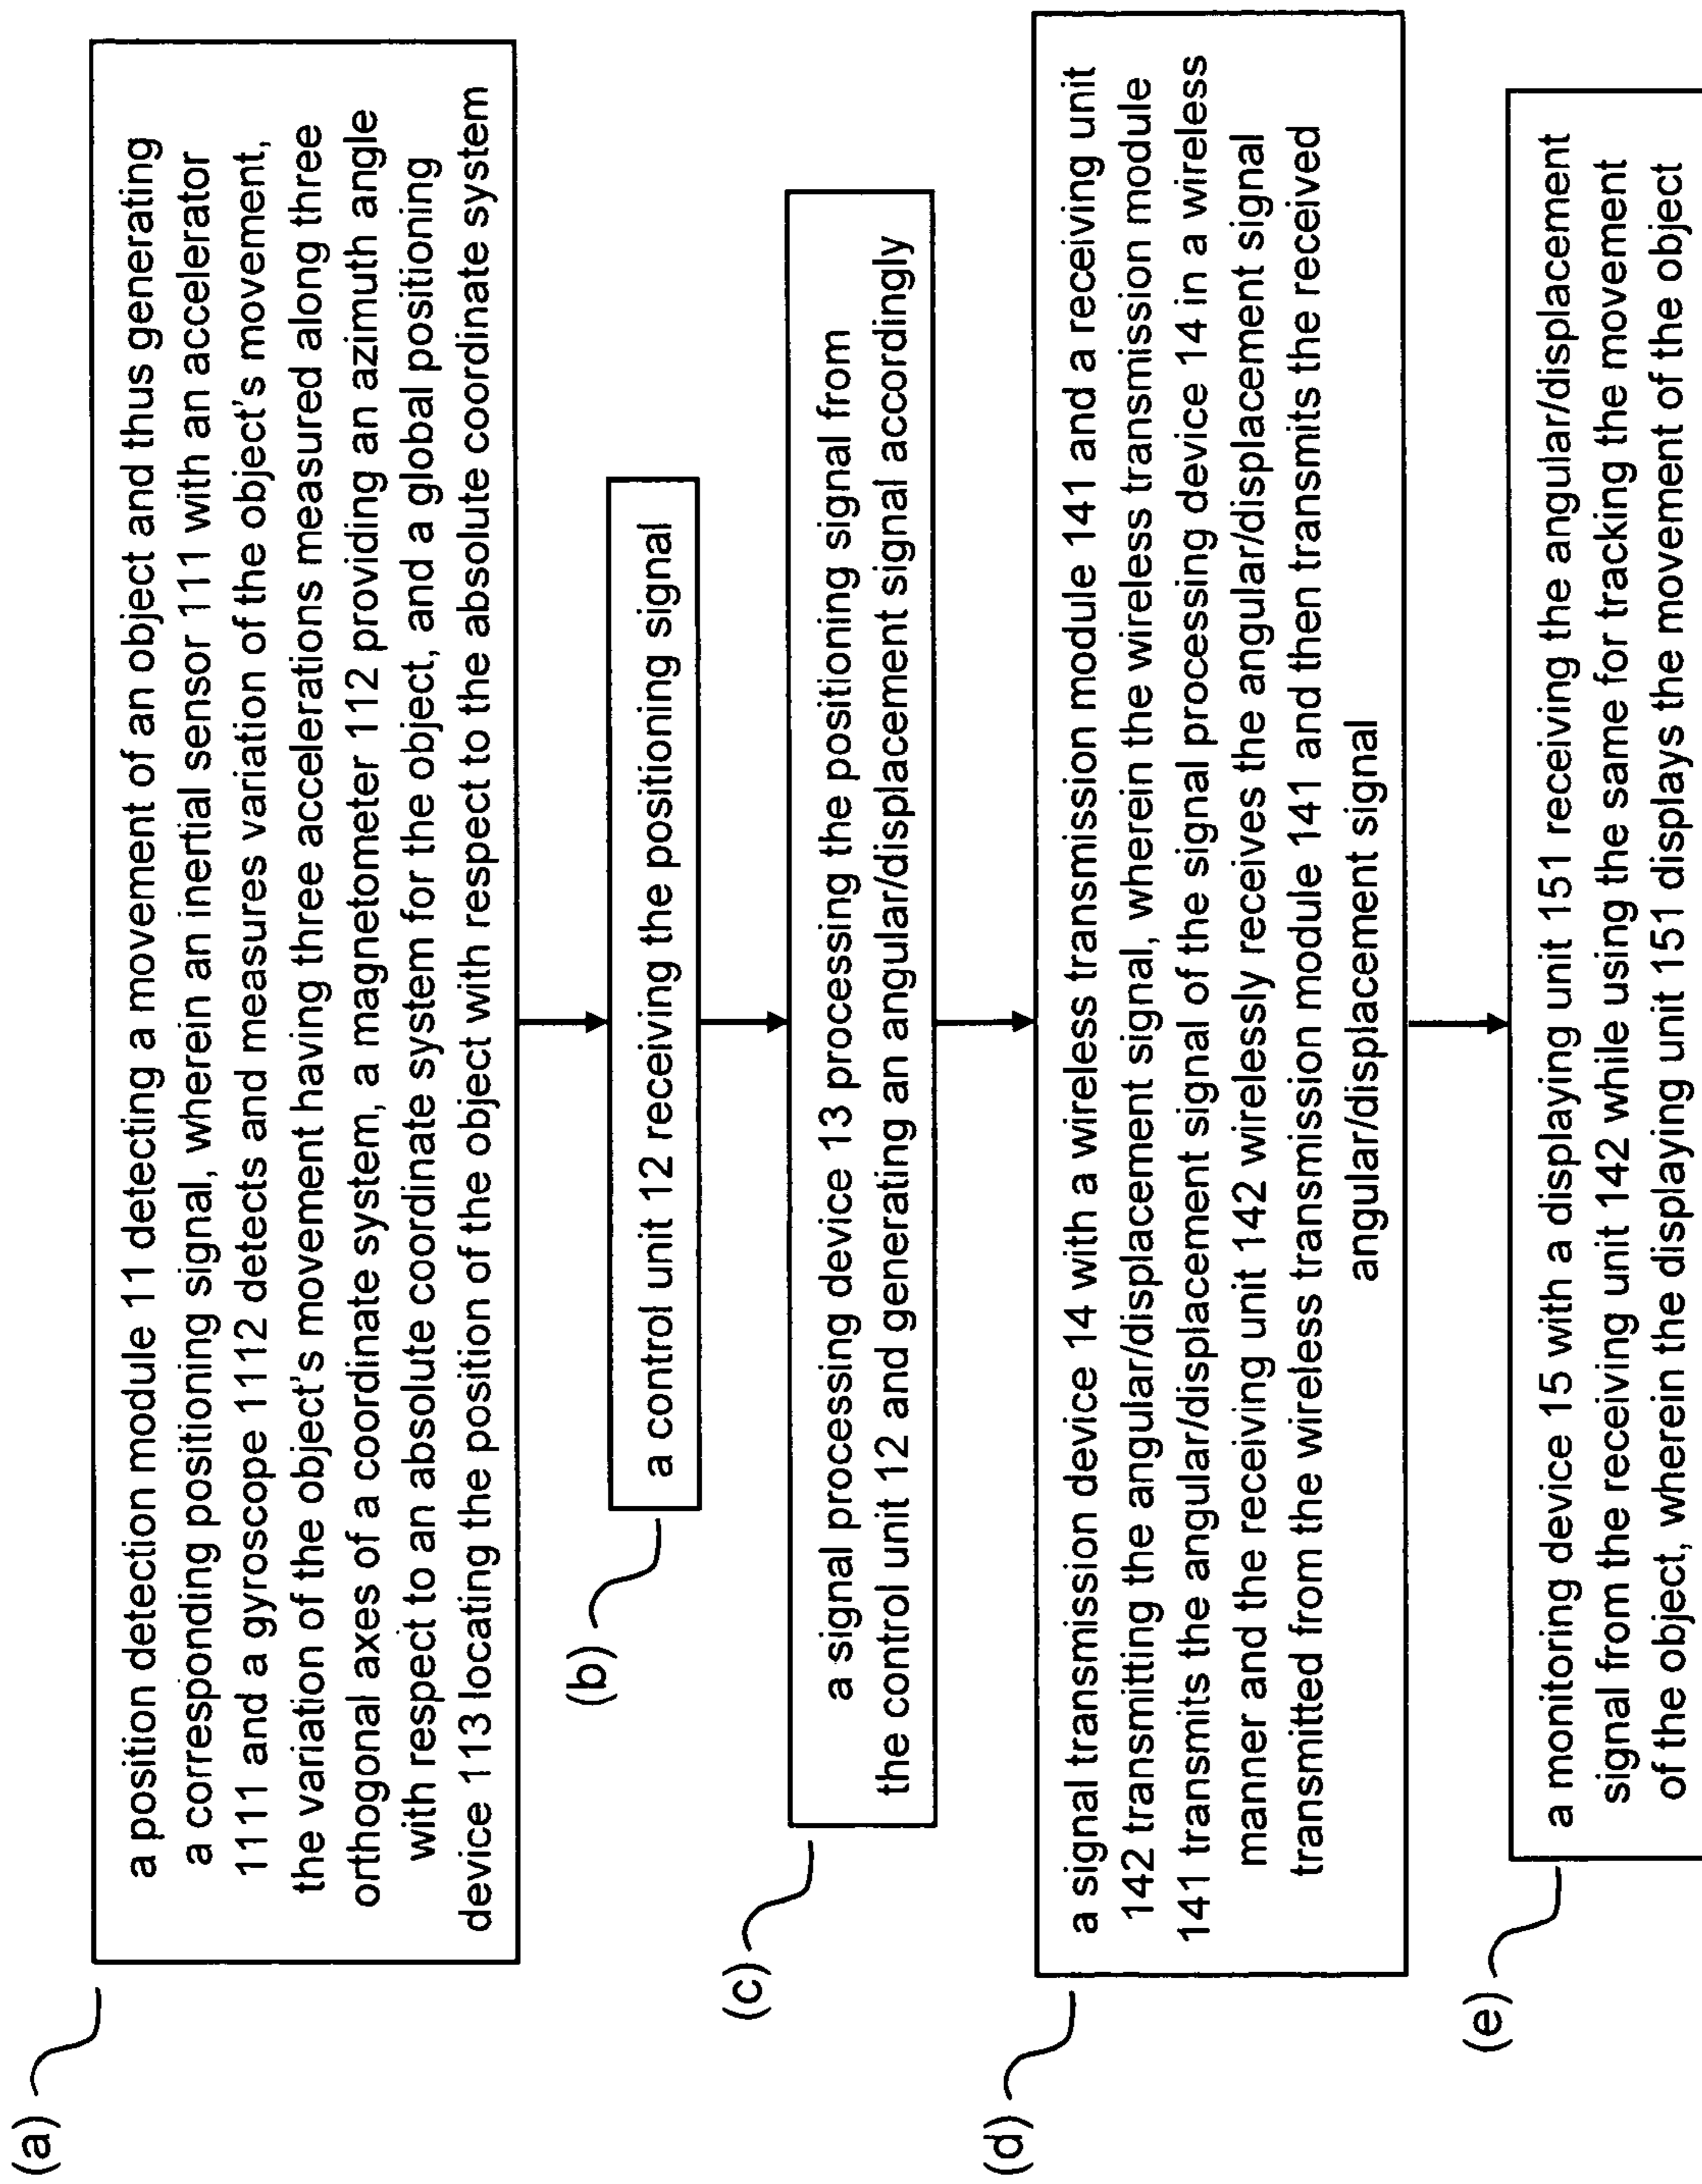 (a)
a position detection module 11 detecting a movement of an object and thus generating
a corresponding positioning signal, wherein an inertial sensor 111 with an accelerator
1111 and a gyroscope 1112 detects and measures variation of the object's movement,
the variation of the object's movement having three accelerations measured along three
orthogonal axes of a coordinate system, a magnetometer 112 providing an azimuth angle
with respect to an absolute coordinate system for the object, and a global positioning
device 113 locating the position of the object with respect to the absolute coordinate system
(b)
a control unit 12 receiving the positioning signal
(c)
a signal processing device 13 processing the positioning signal from
the control unit 12 and generating an angular/displacement signal accordingly
(d)
a signal transmission device 14 with a wireless transmission module 141 and a receiving unit
142 transmitting the angular/displacement signal, wherein the wireless transmission module
141 transmits the angular/displacement signal of the signal processing device 14 in a wireless
manner and the receiving unit 142 wirelessly receives the angular/displacement signal
transmitted from the wireless transmission module 141 and then transmits the received
angular/displacement signal
(e)
a monitoring device 15 with a displaying unit 151 receiving the angular/displacement
signal from the receiving unit 142 while using the same for tracking the movement
of the object, wherein the displaying unit 151 displays the movement of the object